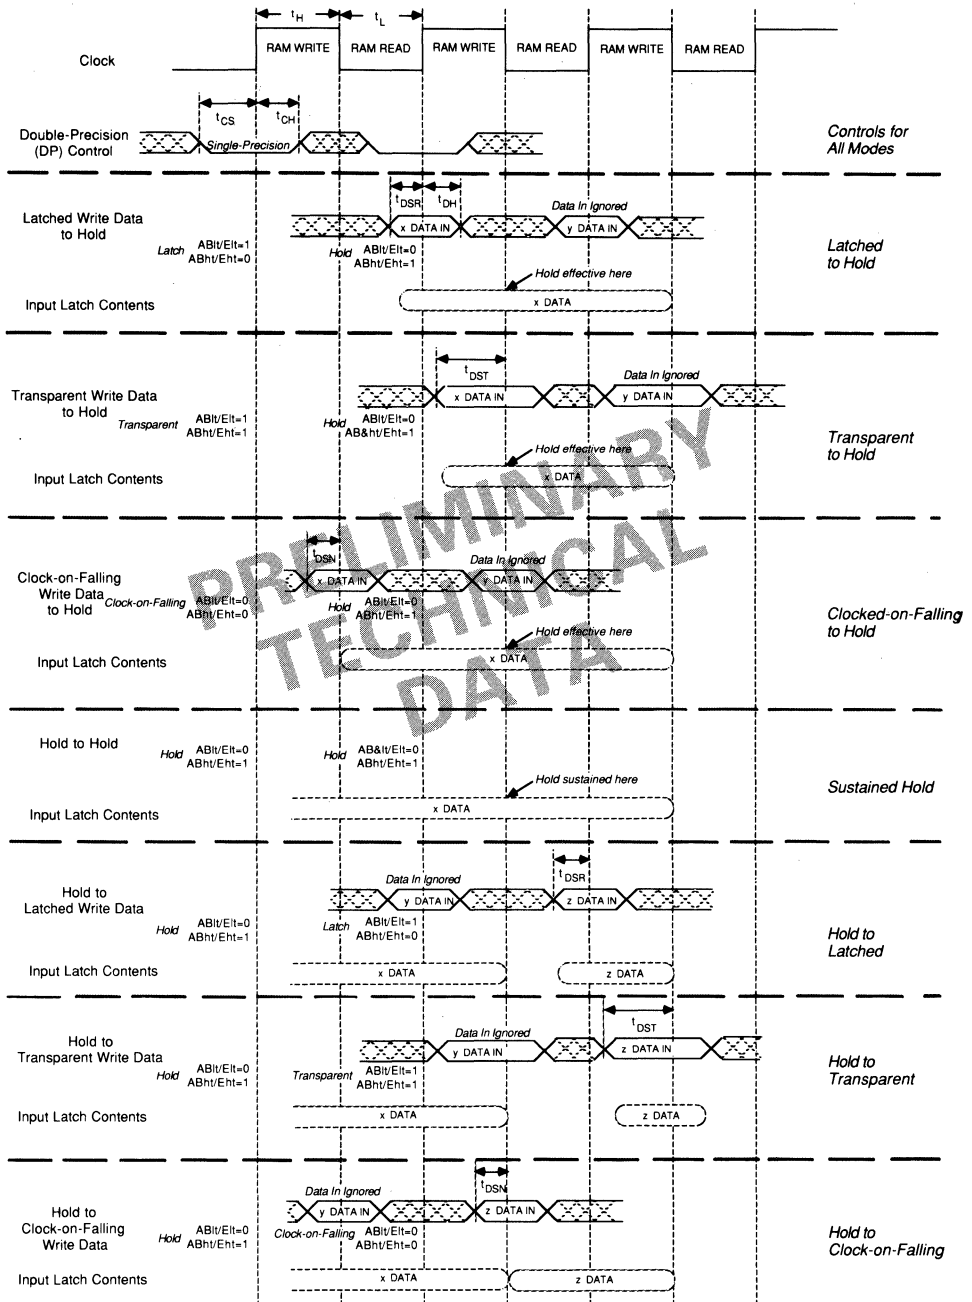 tH tL
RAM WRITE RAM READ RAM WRITE RAM READ RAM WRITE RAM READ
Clock
tCS tCH
Double-Precision
(DP) Control
Single-Precision
Controls for
All Modes
tDSR tDH
Latched Write Data
to Hold
Data In Ignored
x DATA IN y DATA IN
Latch ABlt/Elt=1
ABht/Eht=0
Hold ABlt/Elt=0
ABht/Eht=1
Latched
to Hold
Hold effective here
Input Latch Contents
x DATA
tDST
Transparent Write Data
to Hold
Data In Ignored
x DATA IN y DATA IN
Transparent ABlt/Elt=1
ABht/Eht=1
Hold ABlt/Elt=0
AB&ht/Eht=1
Transparent
to Hold
Hold effective here
Input Latch Contents
x DATA
PRELIMINARY
TECHNICAL
DATA
tDSN
Clock-on-Falling
Write Data
to Hold
Data In Ignored
x DATA IN y DATA IN
Clock-on-Falling ABlt/Elt=0
ABht/Eht=0
Hold ABlt/Elt=0
ABht/Eht=1
Clocked-on-Falling
to Hold
Hold effective here
Input Latch Contents
x DATA
Hold to Hold
Hold ABlt/Elt=0
ABht/Eht=1
Hold AB&lt/Elt=0
ABht/Eht=1
Hold sustained here
Sustained Hold
Input Latch Contents
x DATA
tDSR
Hold to
Latched Write Data
Data In Ignored
y DATA IN z DATA IN
Hold ABlt/Elt=0
ABht/Eht=1
Latch ABlt/Elt=1
ABht/Eht=0
Hold to
Latched
Input Latch Contents
x DATA z DATA
tDST
Hold to
Transparent Write Data
Data In Ignored
y DATA IN z DATA IN
Hold ABlt/Elt=0
ABht/Eht=1
Transparent ABlt/Elt=1
ABht/Eht=1
Hold to
Transparent
Input Latch Contents
x DATA z DATA
tDSN
Hold to
Clock-on-Falling
Write Data
Data In Ignored
y DATA IN z DATA IN
Hold ABlt/Elt=0
ABht/Eht=1
Clock-on-Falling ABlt/Elt=0
ABht/Eht=0
Hold to
Clock-on-Falling
Input Latch Contents
x DATA z DATA